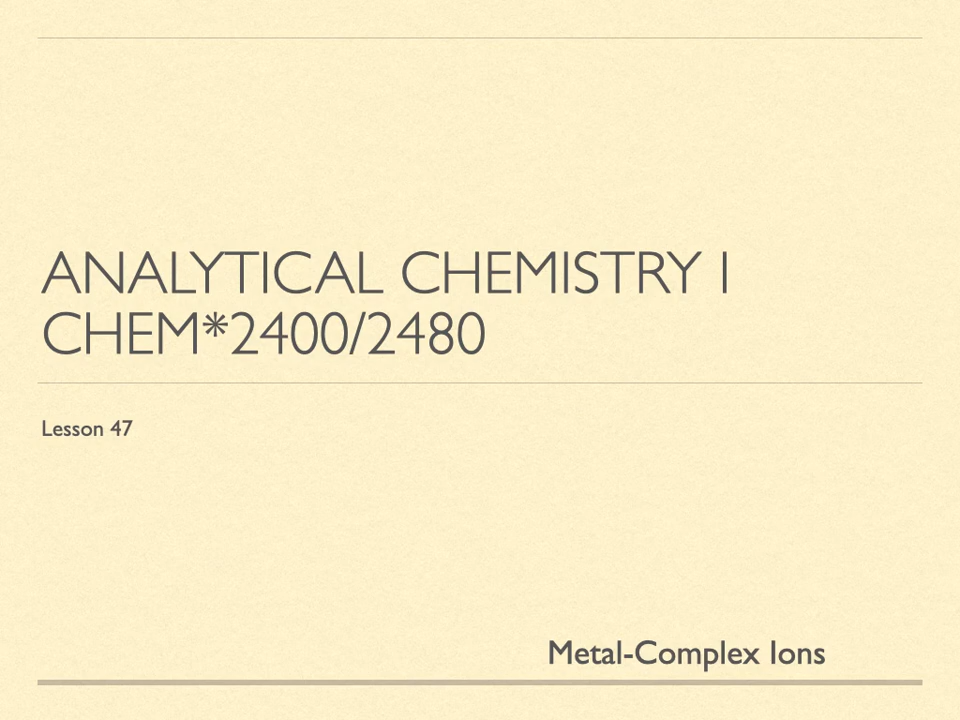 ANALYTICAL CHEMISTRY I
CHEM*2400/2480
Lesson 47
Metal-Complex Ions